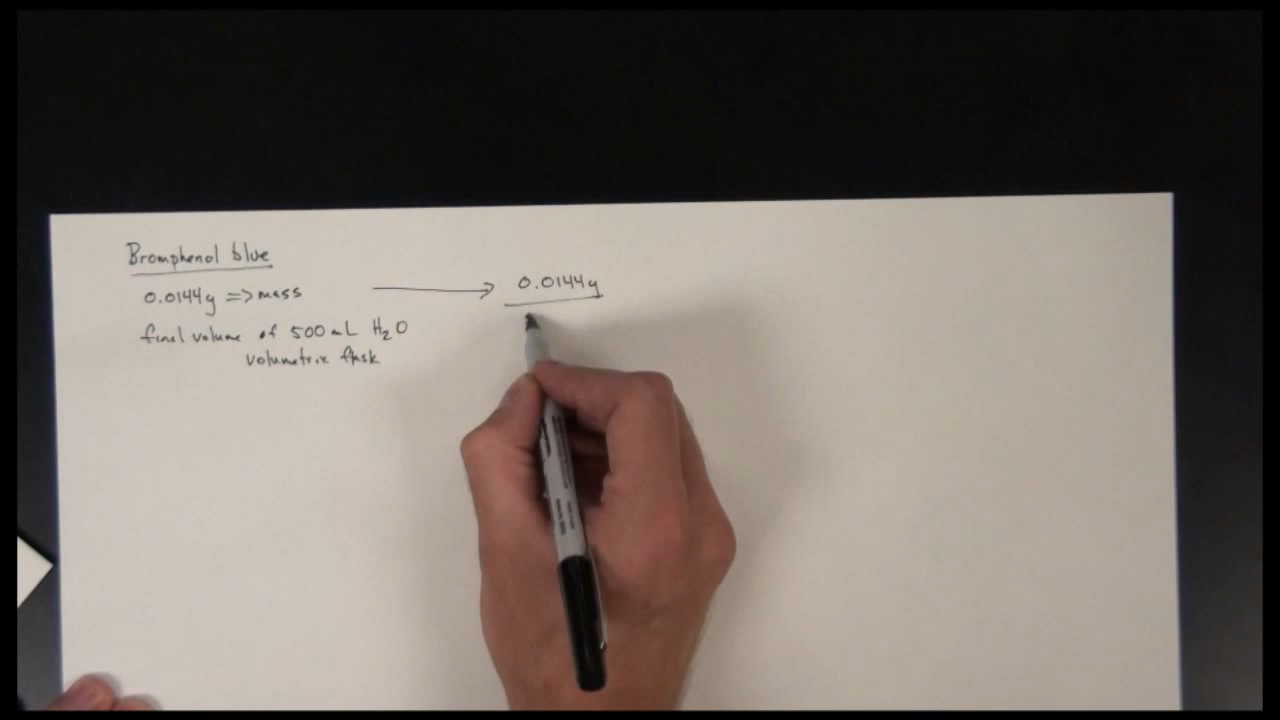 Bromphenol blue
0.0144g => mass
0.0144g
final volume of 500 mL H₂O
volumetric flask